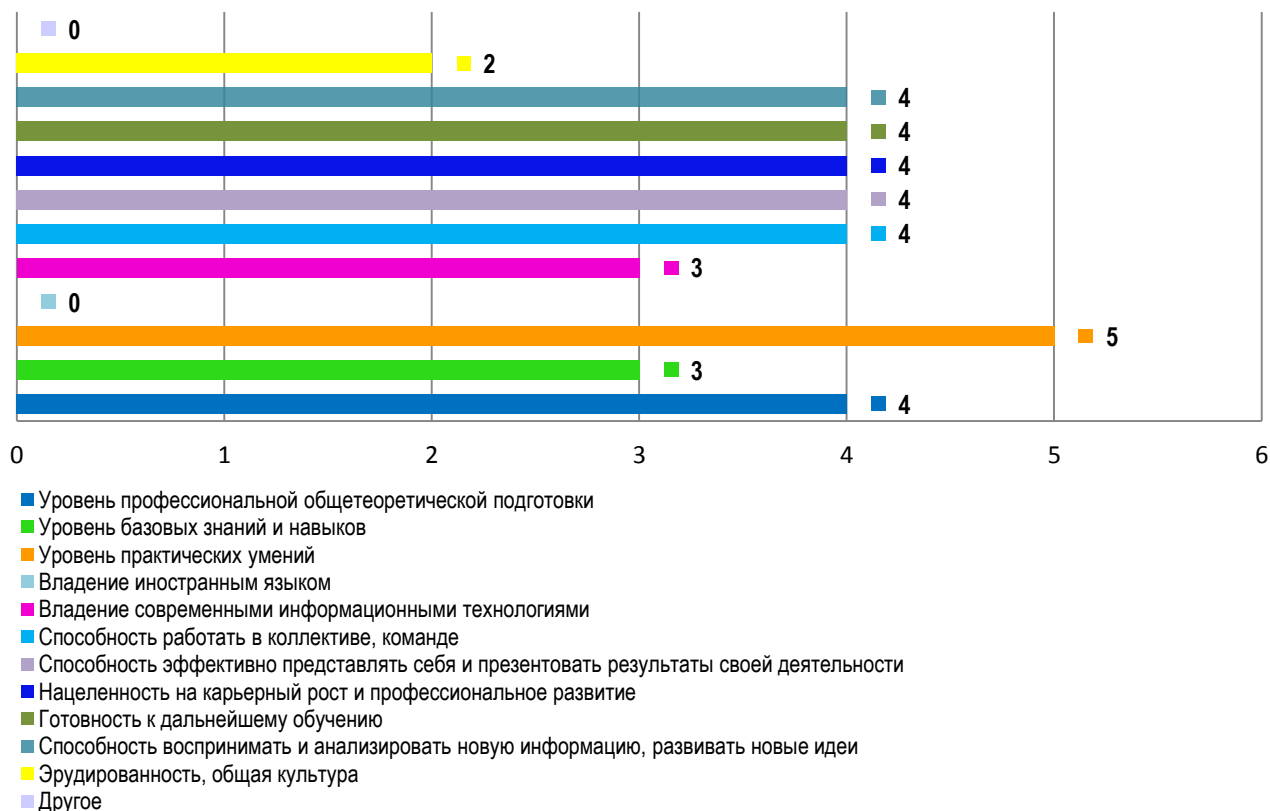 0
2
4
4
4
4
4
3
0
5
3
4
0 1 2 3 4 5 6
Уровень профессиональной общетеоретической подготовки
Уровень базовых знаний и навыков
Уровень практических умений
Владение иностранным языком
Владение современными информационными технологиями
Способность работать в коллективе, команде
Способность эффективно представлять себя и презентовать результаты своей деятельности
Нацеленность на карьерный рост и профессиональное развитие
Готовность к дальнейшему обучению
Способность воспринимать и анализировать новую информацию, развивать новые идеи
Эрудированность, общая культура
Другое